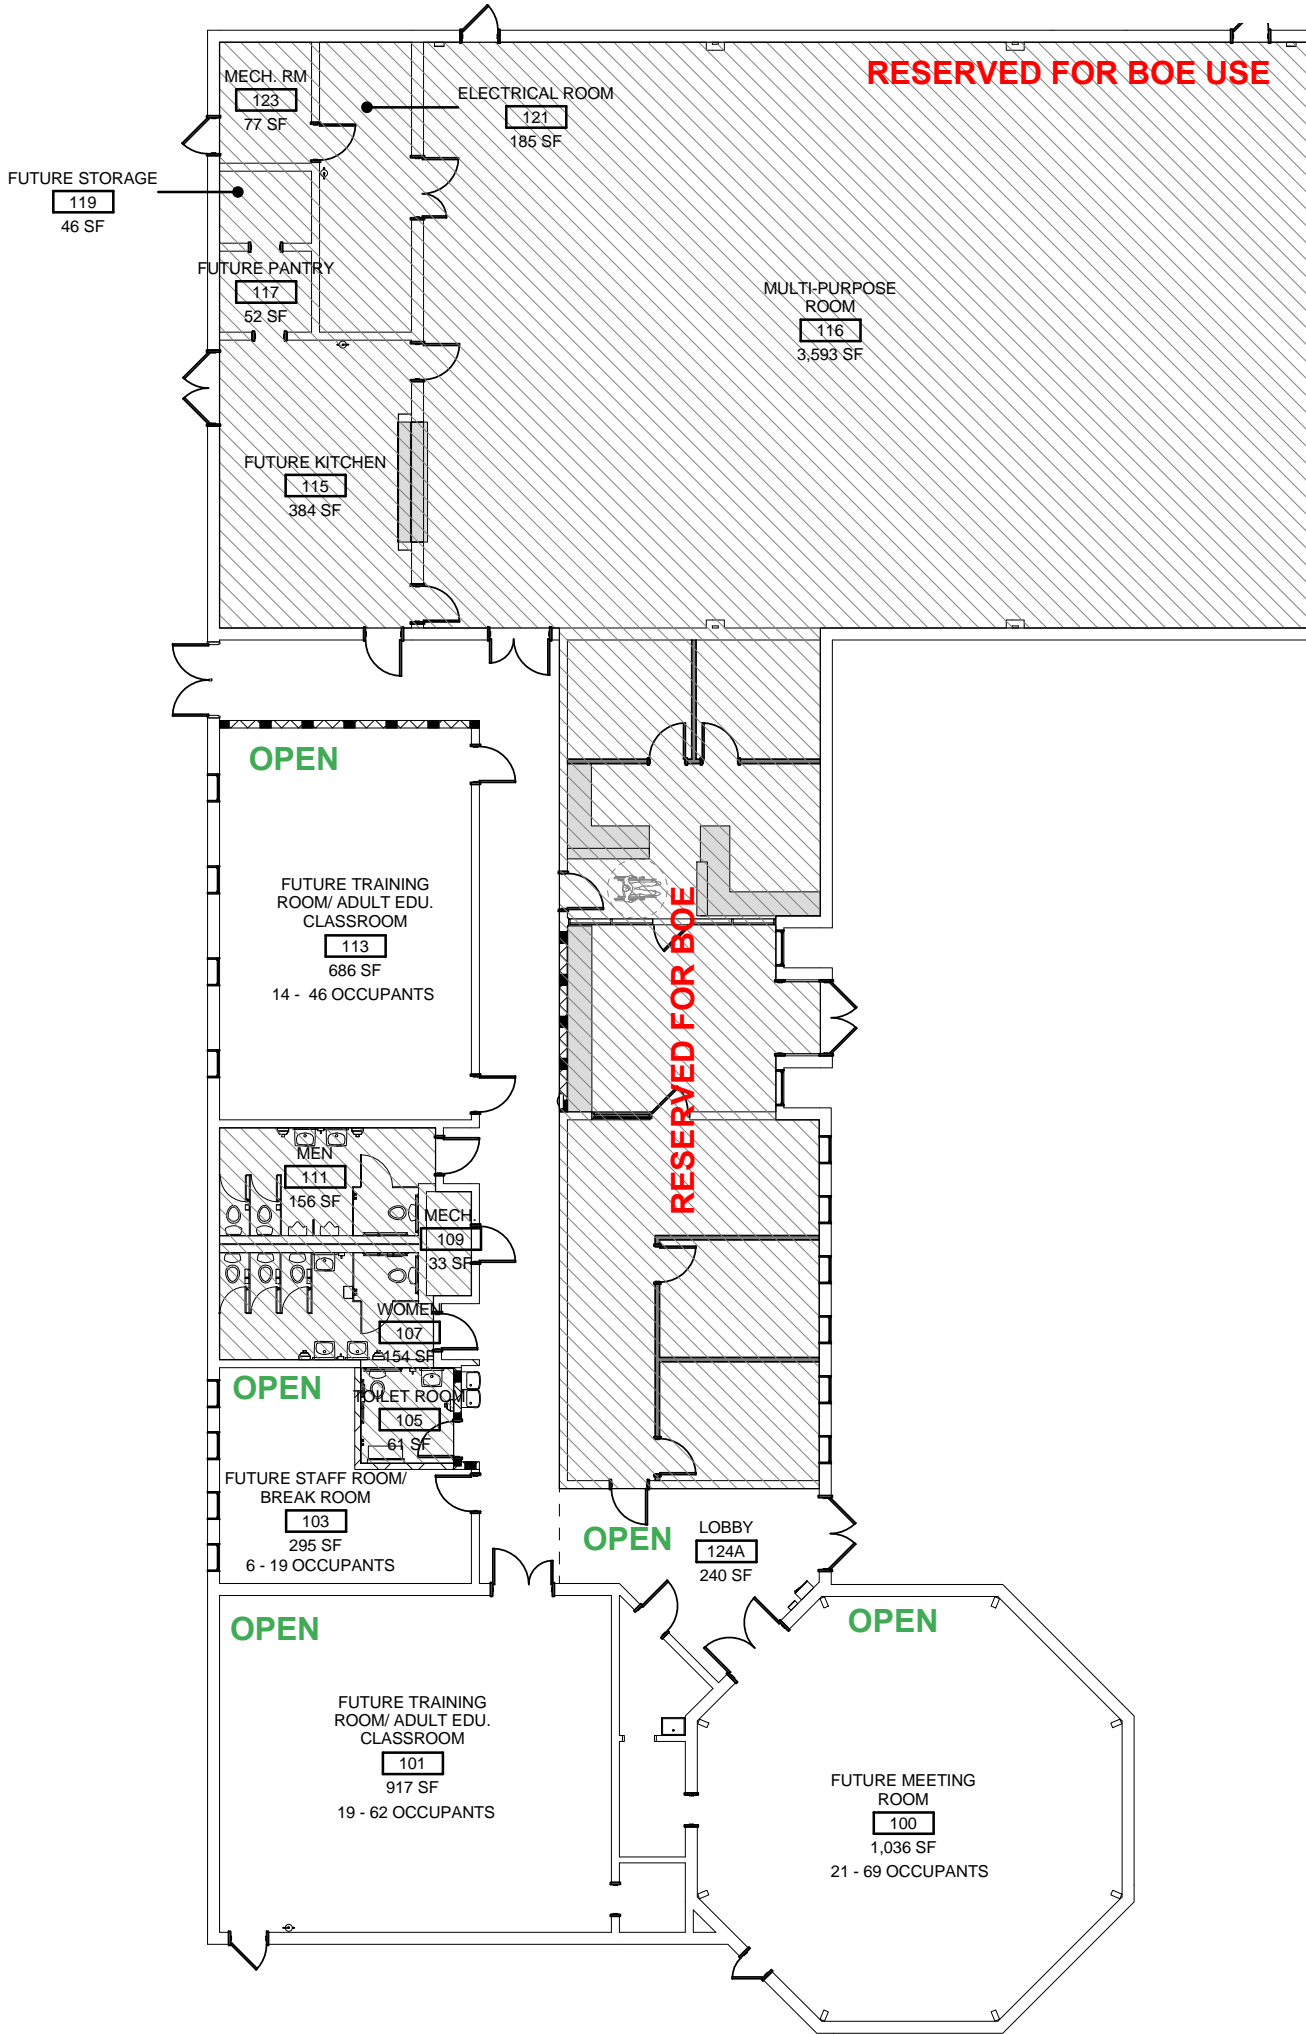 RESERVED FOR BOE USE
MECH. RM
123
77 SF
ELECTRICAL ROOM
121
185 SF
FUTURE STORAGE
119
46 SF
FUTURE PANTRY
117
52 SF
MULTI-PURPOSE
ROOM
116
3,593 SF
FUTURE KITCHEN
115
384 SF
OPEN
FUTURE TRAINING
ROOM/ ADULT EDU.
CLASSROOM
113
686 SF
14 - 46 OCCUPANTS
RESERVED FOR BOE
MEN
111
156 SF
MECH.
109
33 SF
WOMEN
107
154 SF
OPEN
TOILET ROOM
105
61 SF
FUTURE STAFF ROOM/
BREAK ROOM
103
295 SF
6 - 19 OCCUPANTS
OPEN
LOBBY
124A
240 SF
OPEN
FUTURE TRAINING
ROOM/ ADULT EDU.
CLASSROOM
101
917 SF
19 - 62 OCCUPANTS
OPEN
FUTURE MEETING
ROOM
100
1,036 SF
21 - 69 OCCUPANTS